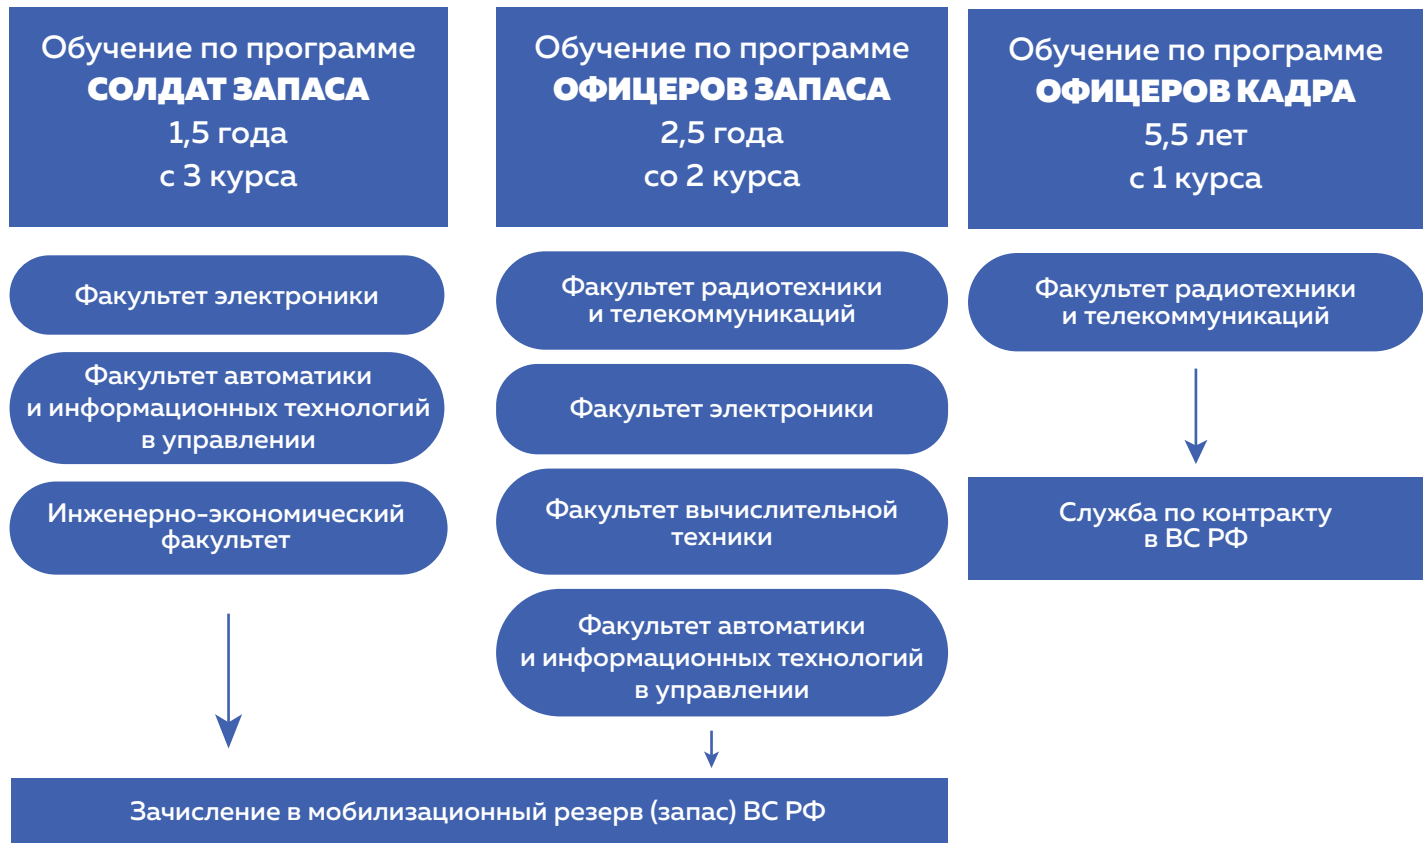 Обучение по программе
СОЛДАТ ЗАПАСА
1,5 года
с 3 курса
Факультет электроники
Факультет автоматики
и информационных технологий
в управлении
Инженерно-экономический
факультет
Обучение по программе
ОФИЦЕРОВ ЗАПАСА
2,5 года
со 2 курса
Факультет радиотехники
и телекоммуникаций
Факультет электроники
Факультет вычислительной
техники
Факультет автоматики
и информационных технологий
в управлении
Зачисление в мобилизационный резерв (запас) ВС РФ
Обучение по программе
ОФИЦЕРОВ КАДРА
5,5 лет
с 1 курса
Факультет радиотехники
и телекоммуникаций
Служба по контракту
в ВС РФ